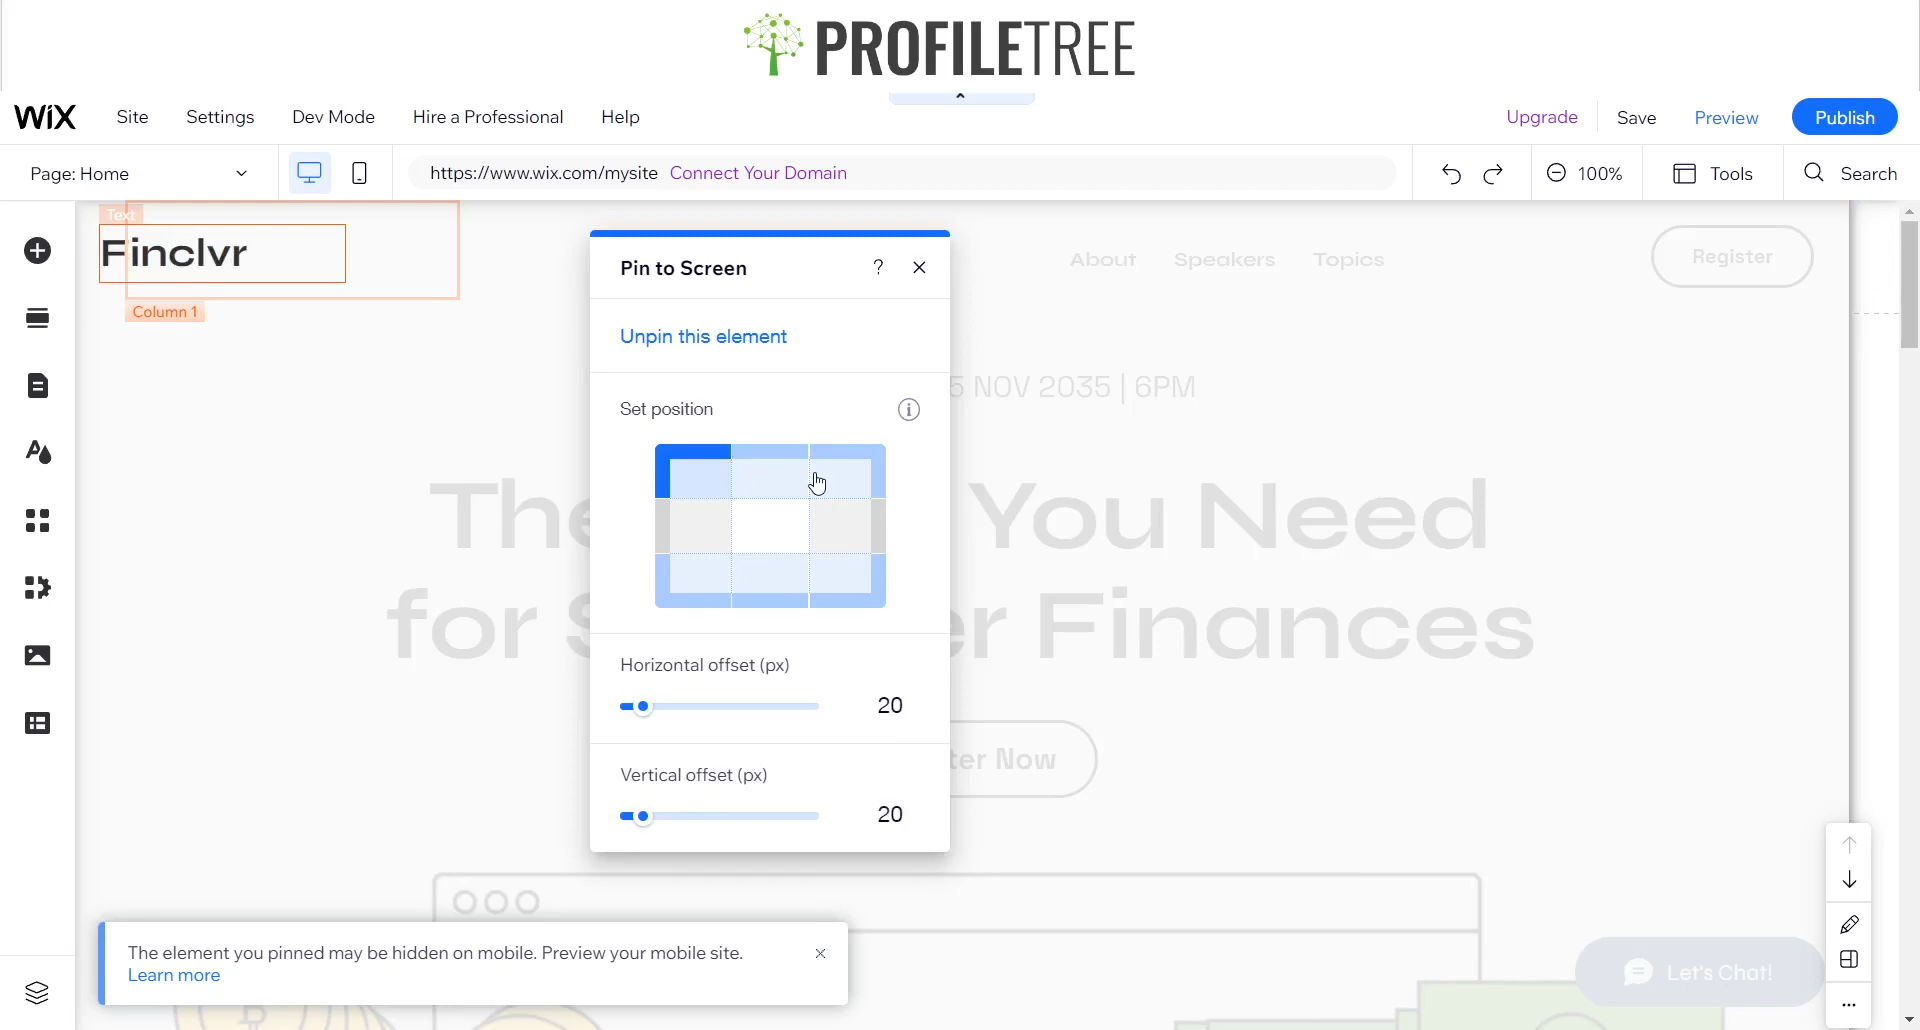 PROFILETREE
WiX Site Settings Dev Mode Hire a Professional Help Upgrade Save Preview Publish
Page: Home https://www.wix.com/mysite Connect Your Domain 100% Tools Search
Text
Finclvr
Column 1
About Speakers Topics Register
Pin to Screen ?
Unpin this element
Set position
5 NOV 2035 | 6PM
The You Need
for er Finances
Horizontal offset (px)
20
Vertical offset (px)
20
ter Now
The element you pinned may be hidden on mobile. Preview your mobile site.
Learn more
Let's Chat!